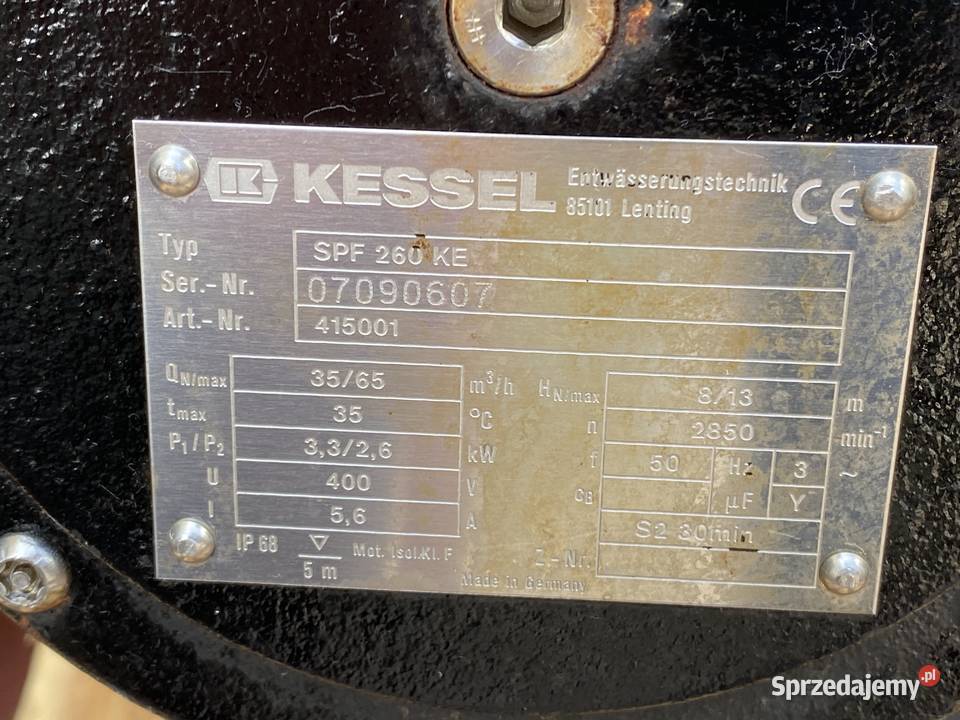 KESSEL Entwässerungstechnik
85101 Lenting
CE
Typ SPF 260 KE
Ser.-Nr. 07090607
Art.-Nr. 415001
QN/max 35/65 m³/h HN/max 8/13 m
tmax 35 °C n 2850 min⁻¹
P1/P2 3,3/2,6 kW f 50 Hz 3 ~
U 400 V CB µF Y
I 5,6 A S2 30min
IP 68 5 m Mot. Isol.Kl. F Z-Nr.
Made in Germany
Sprzedajemy.pl